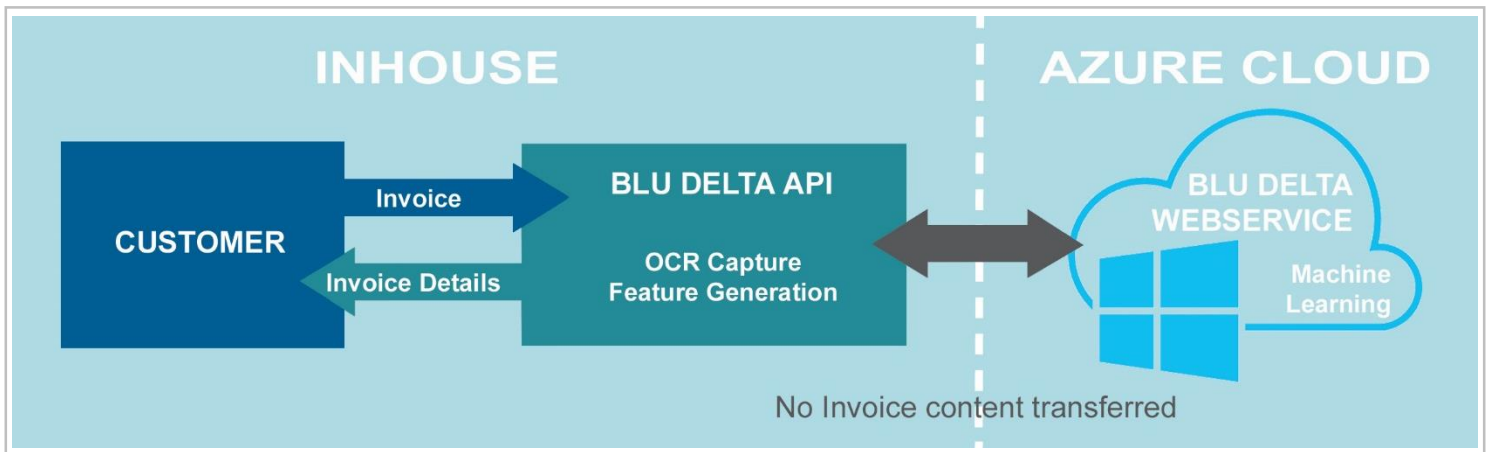 INHOUSE
AZURE CLOUD
CUSTOMER
Invoice
Invoice Details
BLU DELTA API
OCR Capture
Feature Generation
BLU DELTA
WEBSERVICE
Machine
Learning
No Invoice content transferred